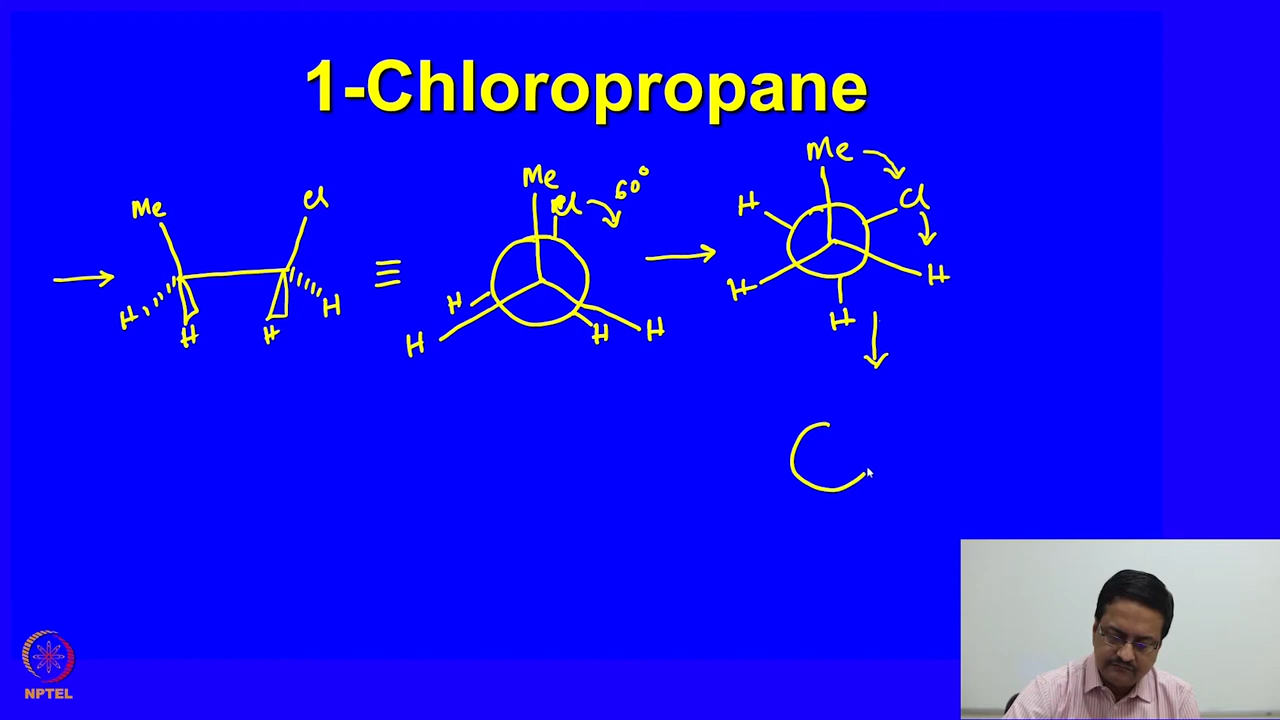 1-Chloropropane
Me Cl
H H H H
≡
Me
Cl 60°
H H
H H
Me
H Cl
H H
H
NPTEL